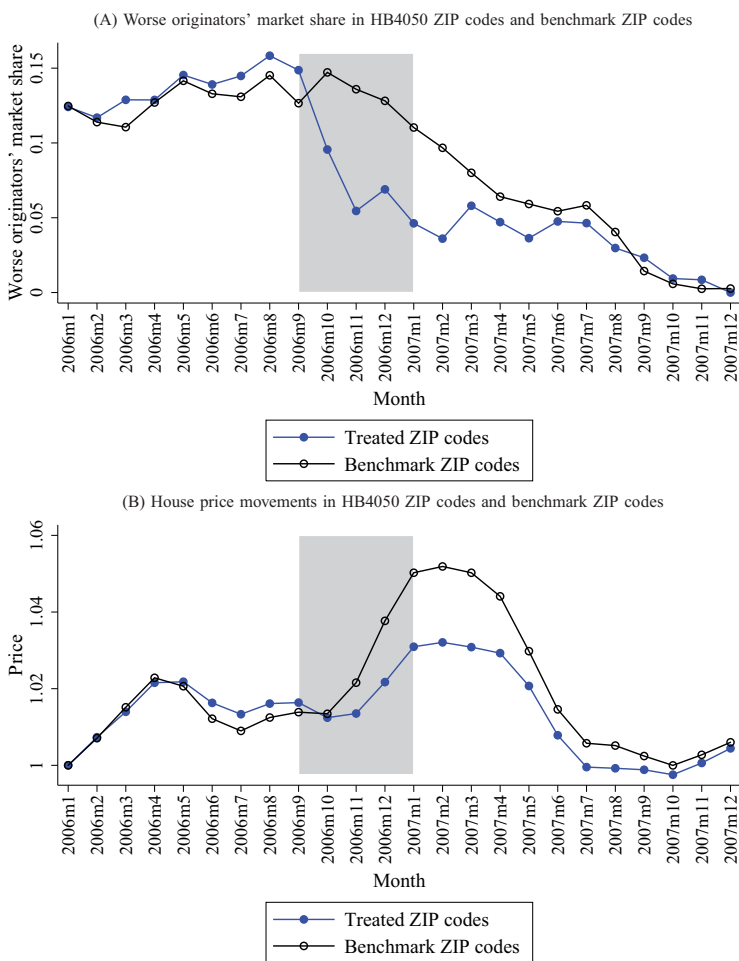 (A) Worse originators' market share in HB4050 ZIP codes and benchmark ZIP codes
Worse originators' market share
0.15
0.1
0.05
0
2006m1
2006m2
2006m3
2006m4
2006m5
2006m6
2006m7
2006m8
2006m9
2006m10
2006m11
2006m12
2007m1
2007m2
2007m3
2007m4
2007m5
2007m6
2007m7
2007m8
2007m9
2007m10
2007m11
2007m12
Month
Treated ZIP codes
Benchmark ZIP codes
(B) House price movements in HB4050 ZIP codes and benchmark ZIP codes
Price
1.06
1.04
1.02
1
2006m1
2006m2
2006m3
2006m4
2006m5
2006m6
2006m7
2006m8
2006m9
2006m10
2006m11
2006m12
2007m1
2007m2
2007m3
2007m4
2007m5
2007m6
2007m7
2007m8
2007m9
2007m10
2007m11
2007m12
Month
Treated ZIP codes
Benchmark ZIP codes